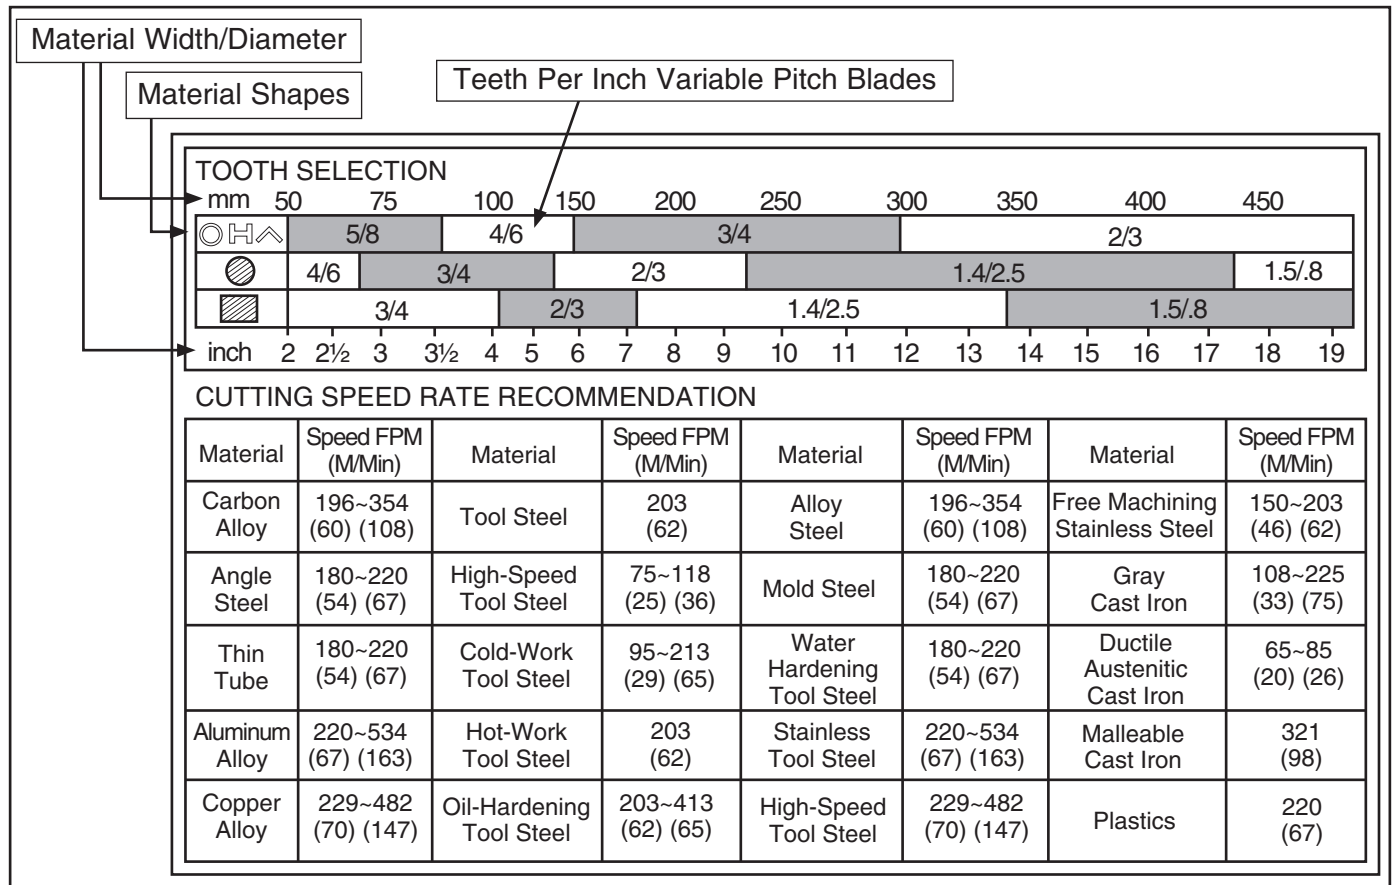 Material Width/Diameter
Material Shapes
Teeth Per Inch Variable Pitch Blades
TOOTH SELECTION
mm 50 75 100 150 200 250 300 350 400 450
5/8 4/6 3/4 2/3
4/6 3/4 2/3 1.4/2.5 1.5/.8
3/4 2/3 1.4/2.5 1.5/.8
inch 2 2½ 3 3½ 4 5 6 7 8 9 10 11 12 13 14 15 16 17 18 19
CUTTING SPEED RATE RECOMMENDATION
Material Speed FPM Material Speed FPM Material Speed FPM Material Speed FPM
(M/Min) (M/Min) (M/Min) (M/Min)
Carbon 196~354 Tool Steel 203 Alloy 196~354 Free Machining 150~203
Alloy (60) (108) (62) Steel (60) (108) Stainless Steel (46) (62)
Angle 180~220 High-Speed 75~118 Mold Steel 180~220 Gray 108~225
Steel (54) (67) Tool Steel (25) (36) (54) (67) Cast Iron (33) (75)
Thin 180~220 Cold-Work 95~213 Water 180~220 Ductile 65~85
Tube (54) (67) Tool Steel (29) (65) Hardening (54) (67) Austenitic (20) (26)
Tool Steel Cast Iron
Aluminum 220~534 Hot-Work 203 Stainless 220~534 Malleable 321
Alloy (67) (163) Tool Steel (62) Tool Steel (67) (163) Cast Iron (98)
Copper 229~482 Oil-Hardening 203~413 High-Speed 229~482 Plastics 220
Alloy (70) (147) Tool Steel (62) (65) Tool Steel (70) (147) (67)